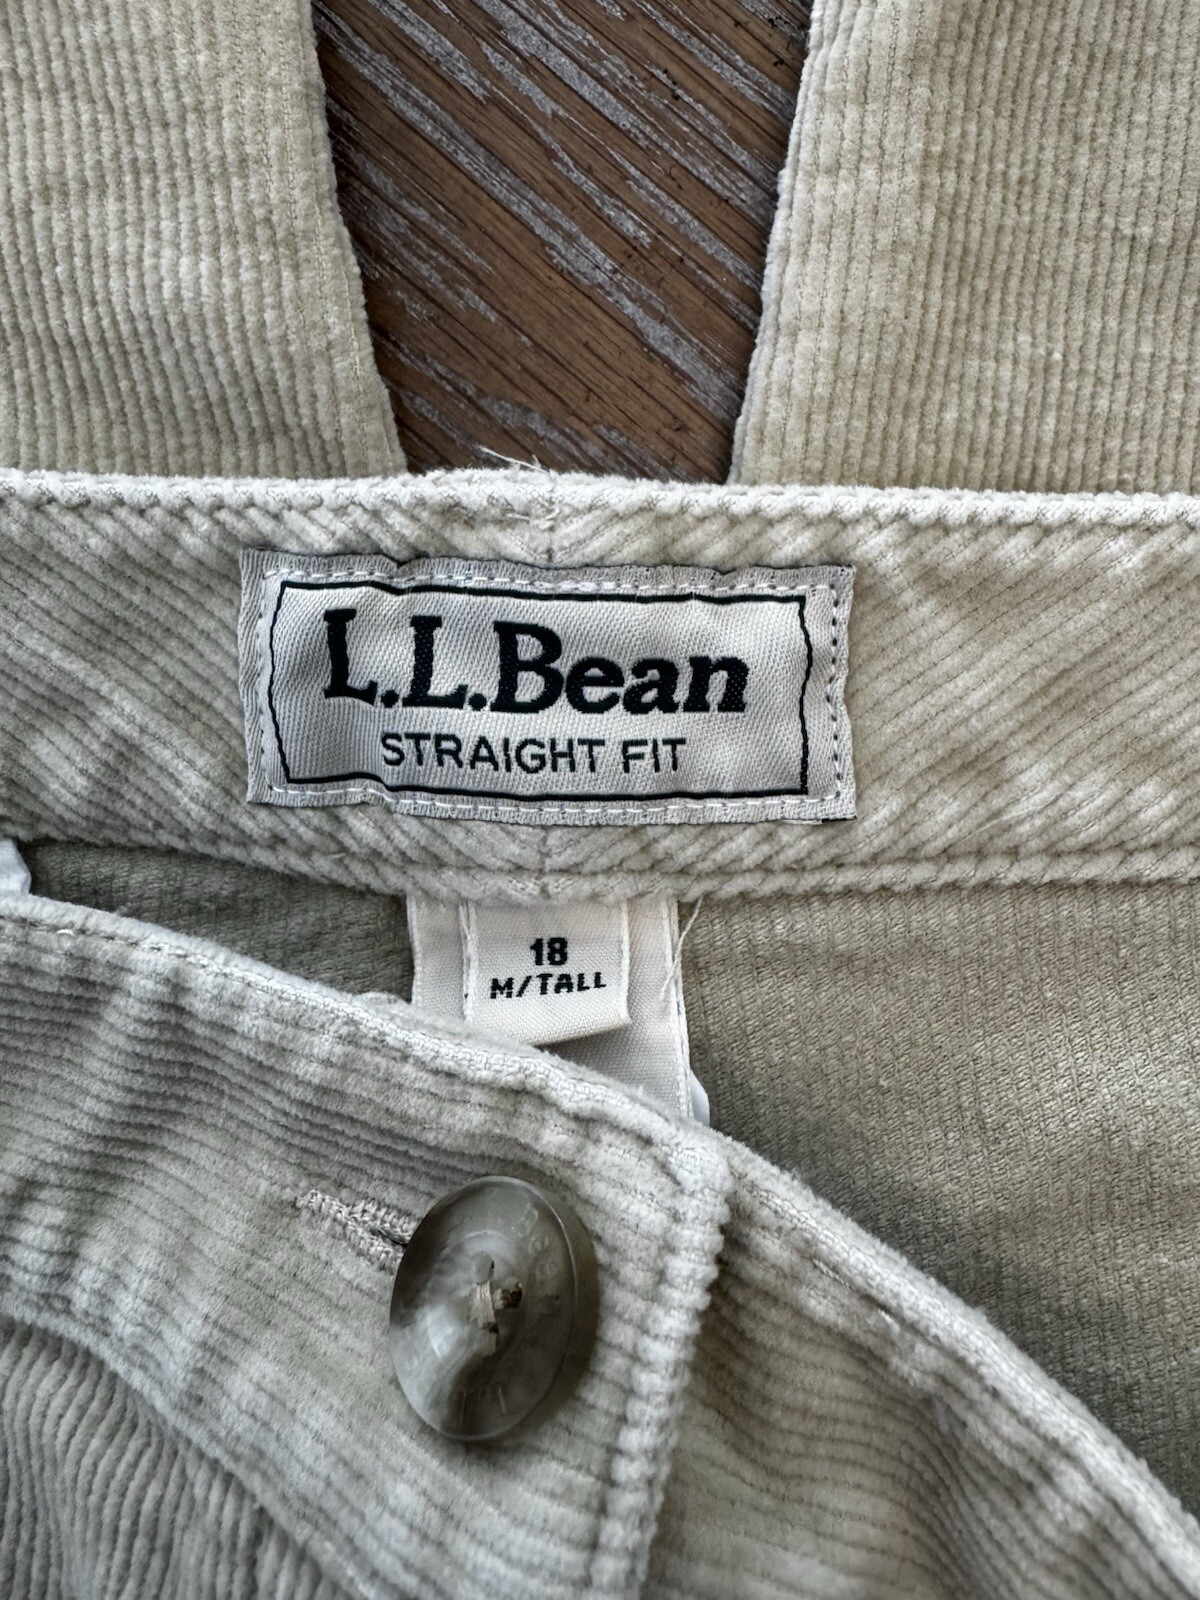 L.L.Bean
STRAIGHT FIT
18
M/TALL